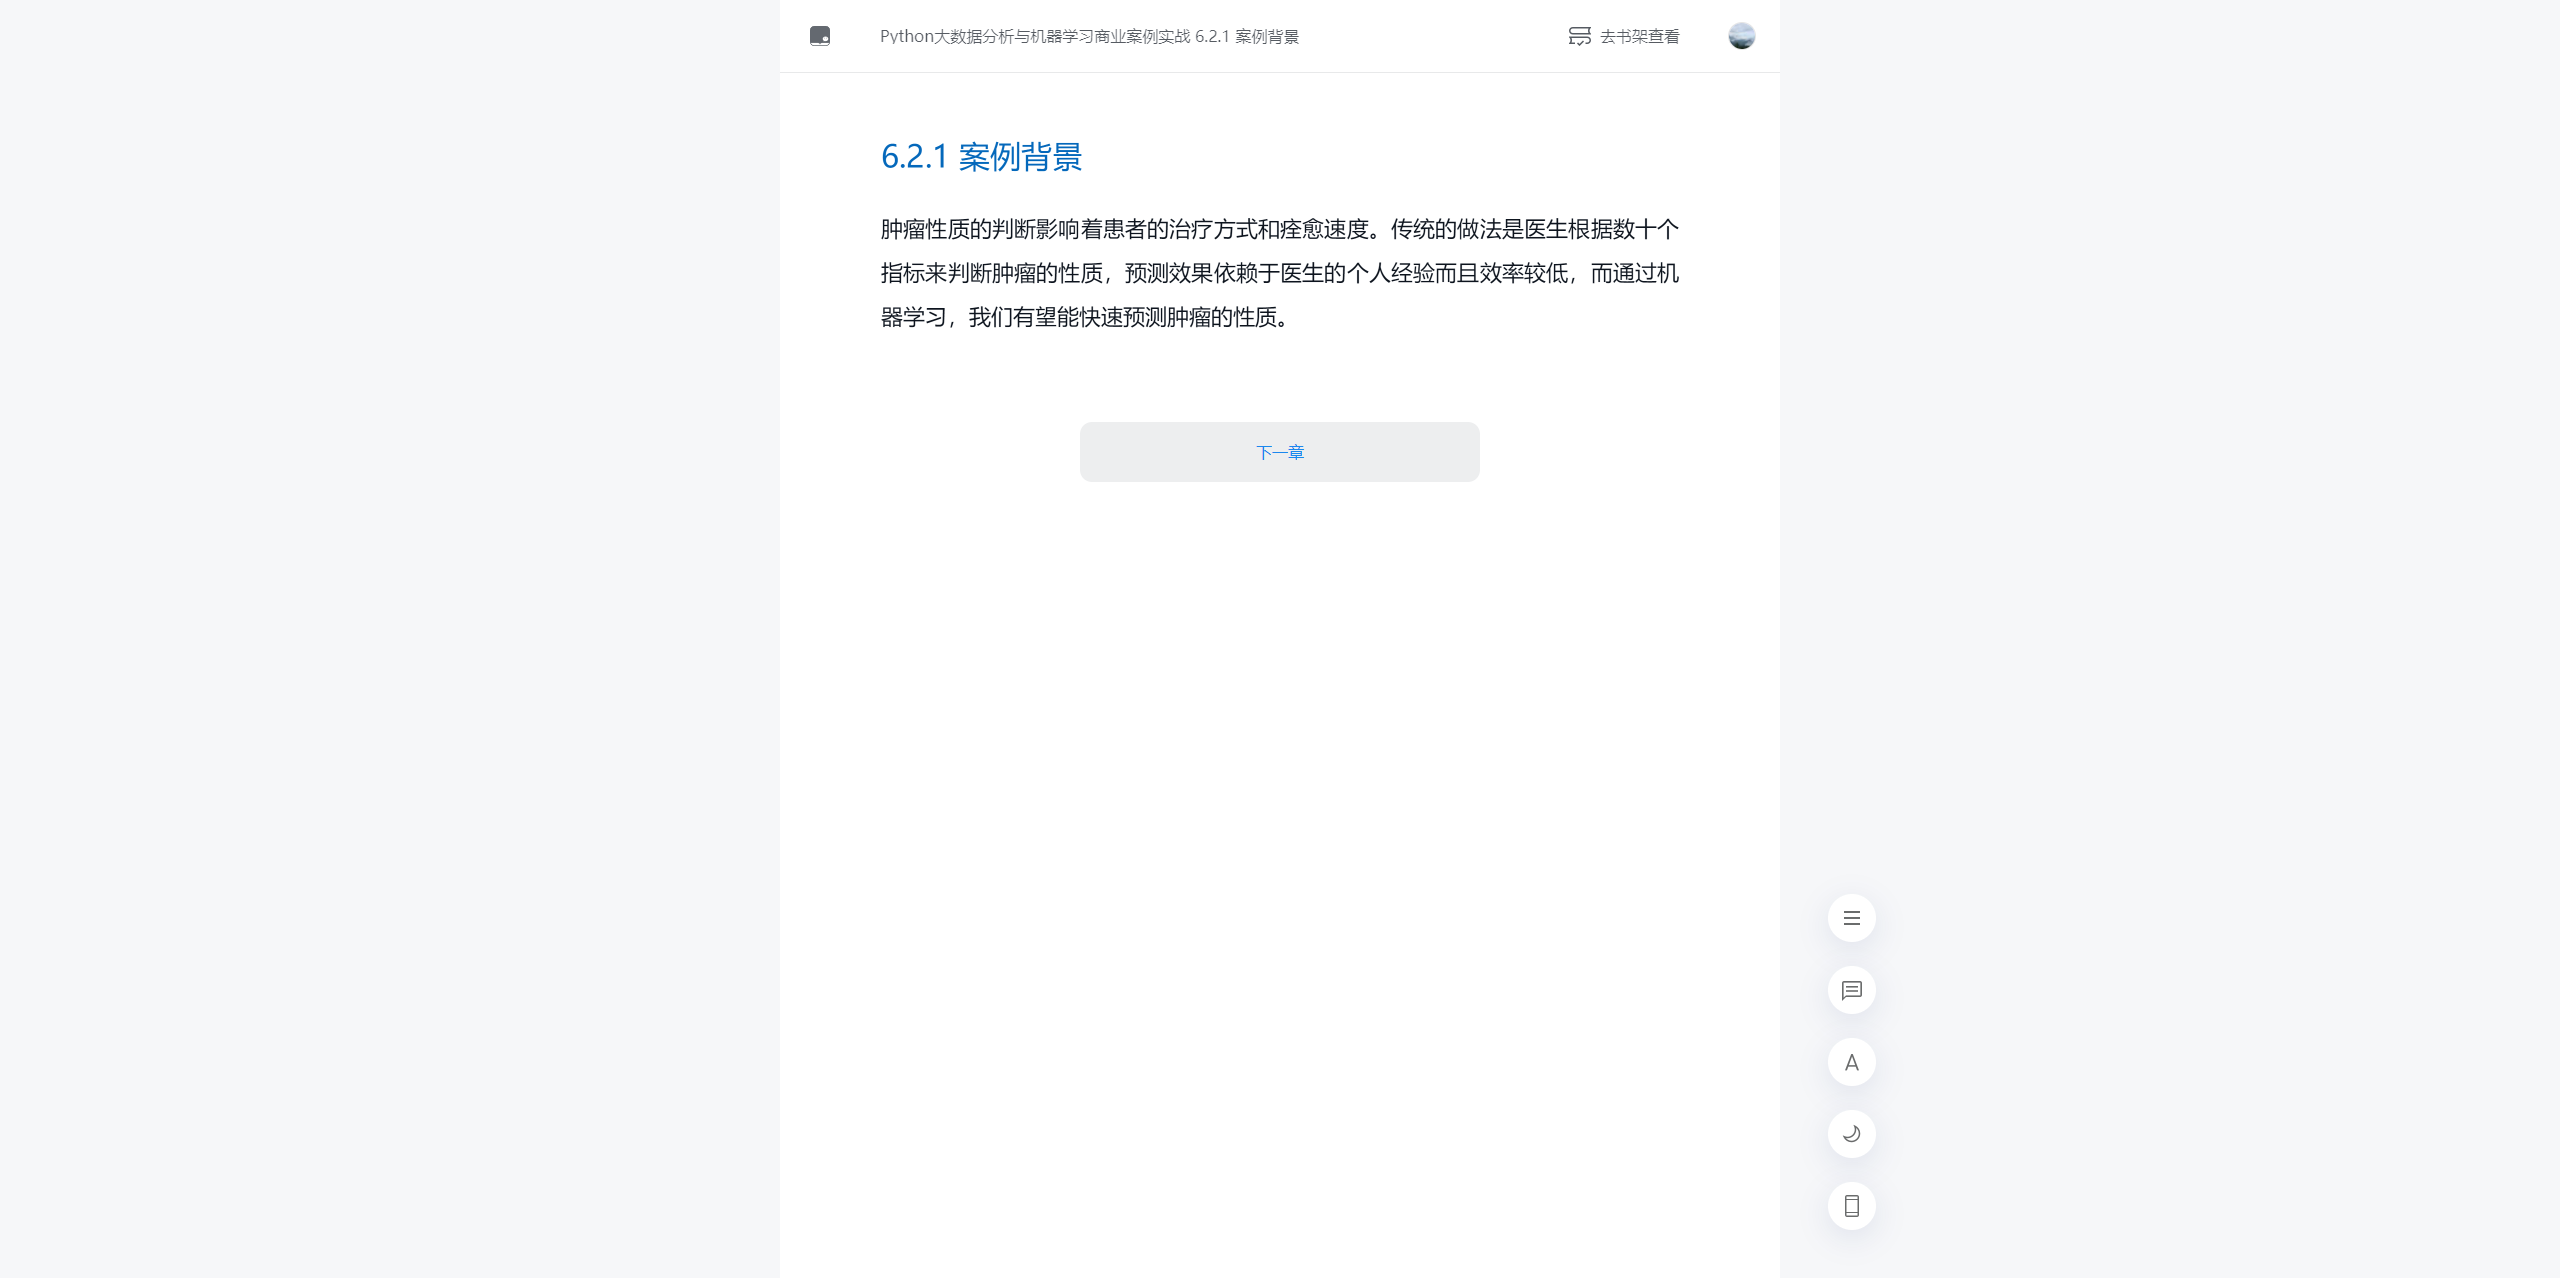 Python大数据分析与机器学习商业案例实战 6.2.1 案例背景
去书架查看
6.2.1 案例背景
肿瘤性质的判断影响着患者的治疗方式和痊愈速度。传统的做法是医生根据数十个
指标来判断肿瘤的性质，预测效果依赖于医生的个人经验而且效率较低，而通过机
器学习，我们有望能快速预测肿瘤的性质。
下一章
A